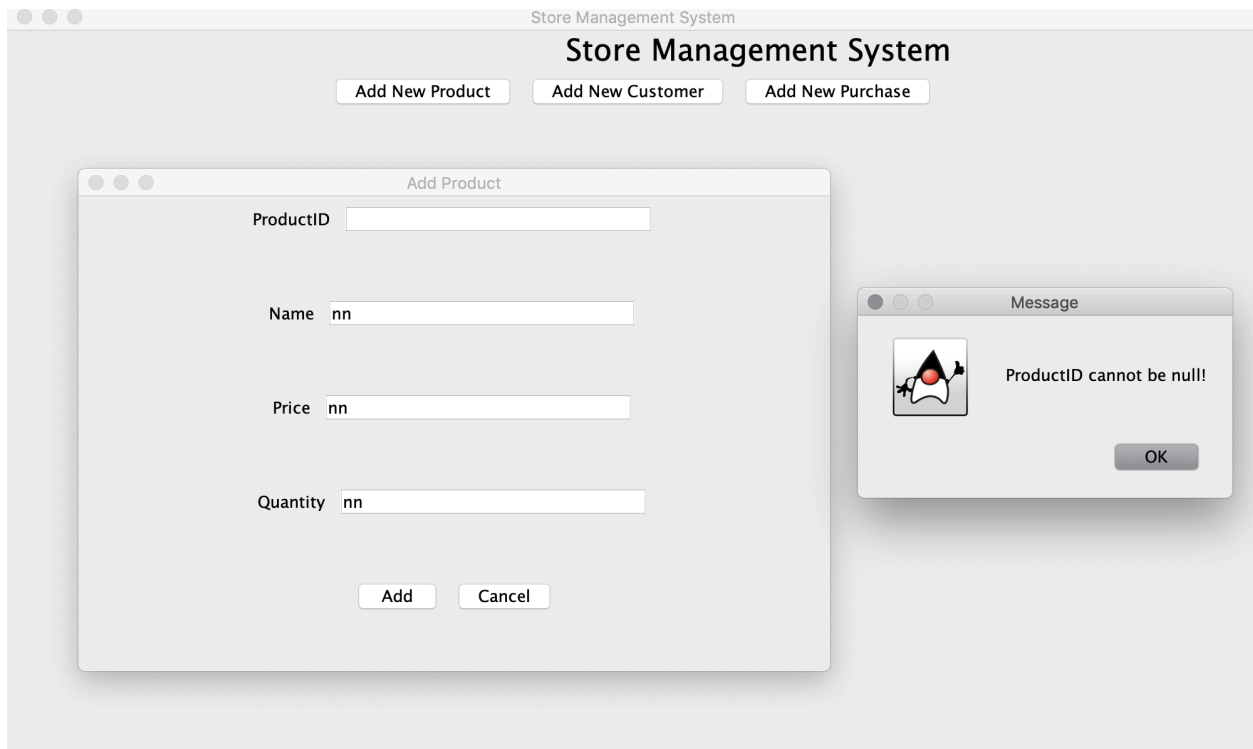 Store Management System
Store Management System
Add New Product Add New Customer Add New Purchase
Add Product
ProductID
Name nn
Price nn
Quantity nn
Add Cancel
Message
ProductID cannot be null!
OK